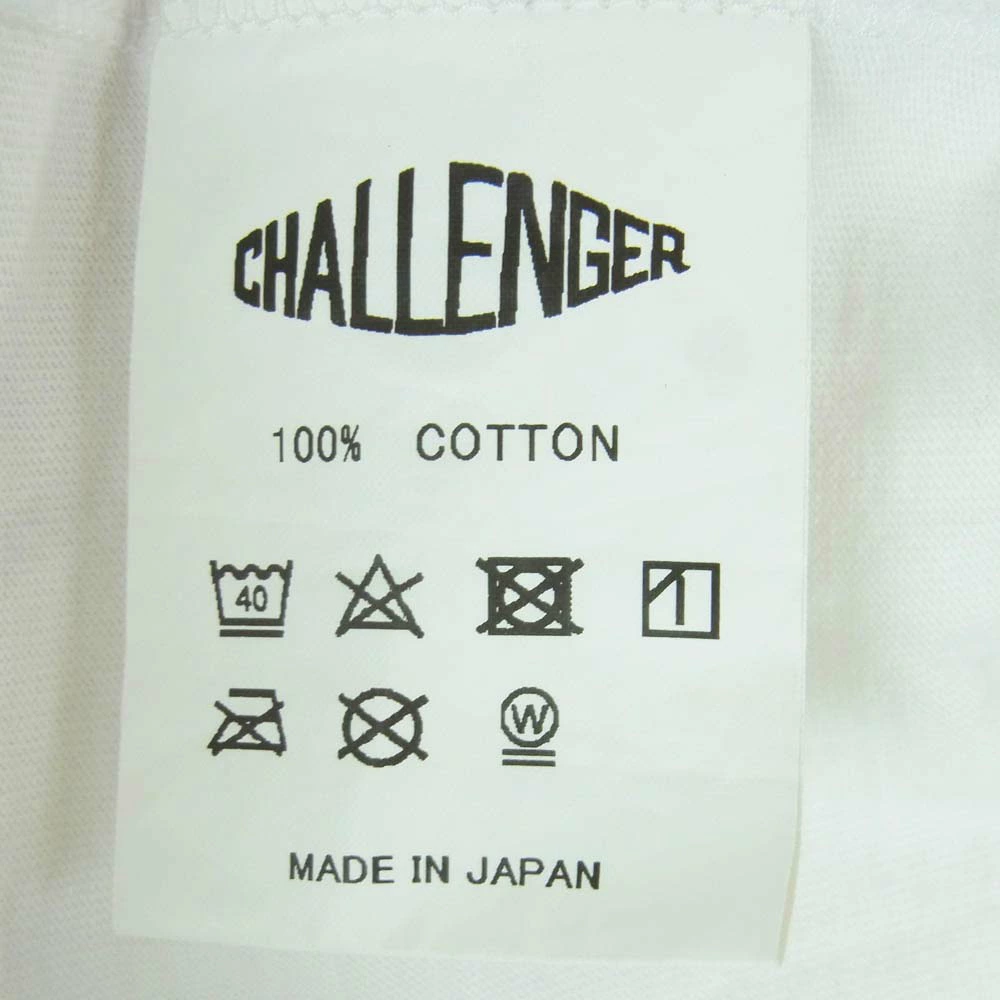 CHALLENGER
100% COTTON
40
W
MADE IN JAPAN